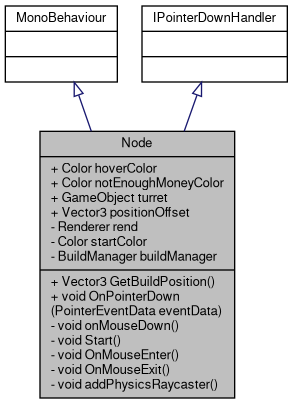 MonoBehaviour
IPointerDownHandler
Node
+ Color hoverColor
+ Color notEnoughMoneyColor
+ GameObject turret
+ Vector3 positionOffset
- Renderer rend
- Color startColor
- BuildManager buildManager
+ Vector3 GetBuildPosition()
+ void OnPointerDown
(PointerEventData eventData)
- void onMouseDown()
- void Start()
- void OnMouseEnter()
- void OnMouseExit()
- void addPhysicsRaycaster()